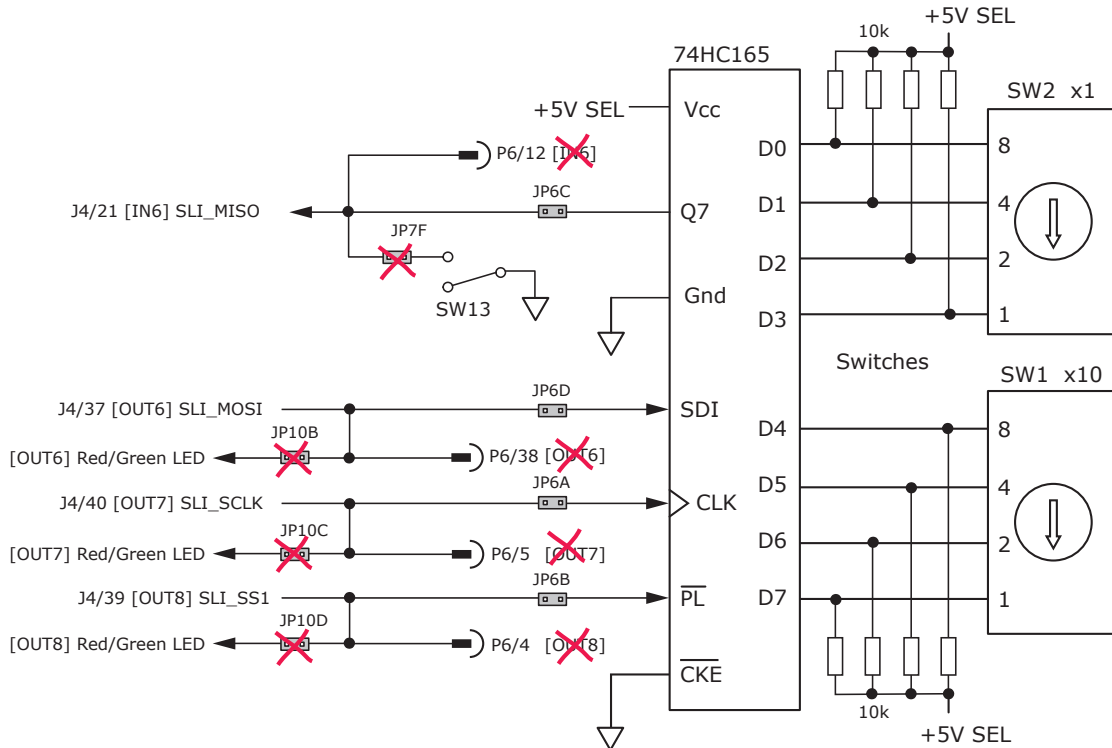 +5V SEL
10k
74HC165
SW2 x1
+5V SEL
Vcc
P6/12 [IN6]
D0
8
JP6C
J4/21 [IN6] SLI_MISO
Q7
D1
4
JP7F
D2
2
SW13
Gnd
D3
1
Switches
SW1 x10
JP6D
J4/37 [OUT6] SLI_MOSI
SDI
D4
8
JP10B
[OUT6] Red/Green LED
P6/38 [OUT6]
JP6A
J4/40 [OUT7] SLI_SCLK
CLK
D5
4
JP10C
[OUT7] Red/Green LED
P6/5 [OUT7]
D6
2
JP6B
J4/39 [OUT8] SLI_SS1
PL
D7
1
JP10D
[OUT8] Red/Green LED
P6/4 [OUT8]
CKE
10k
+5V SEL